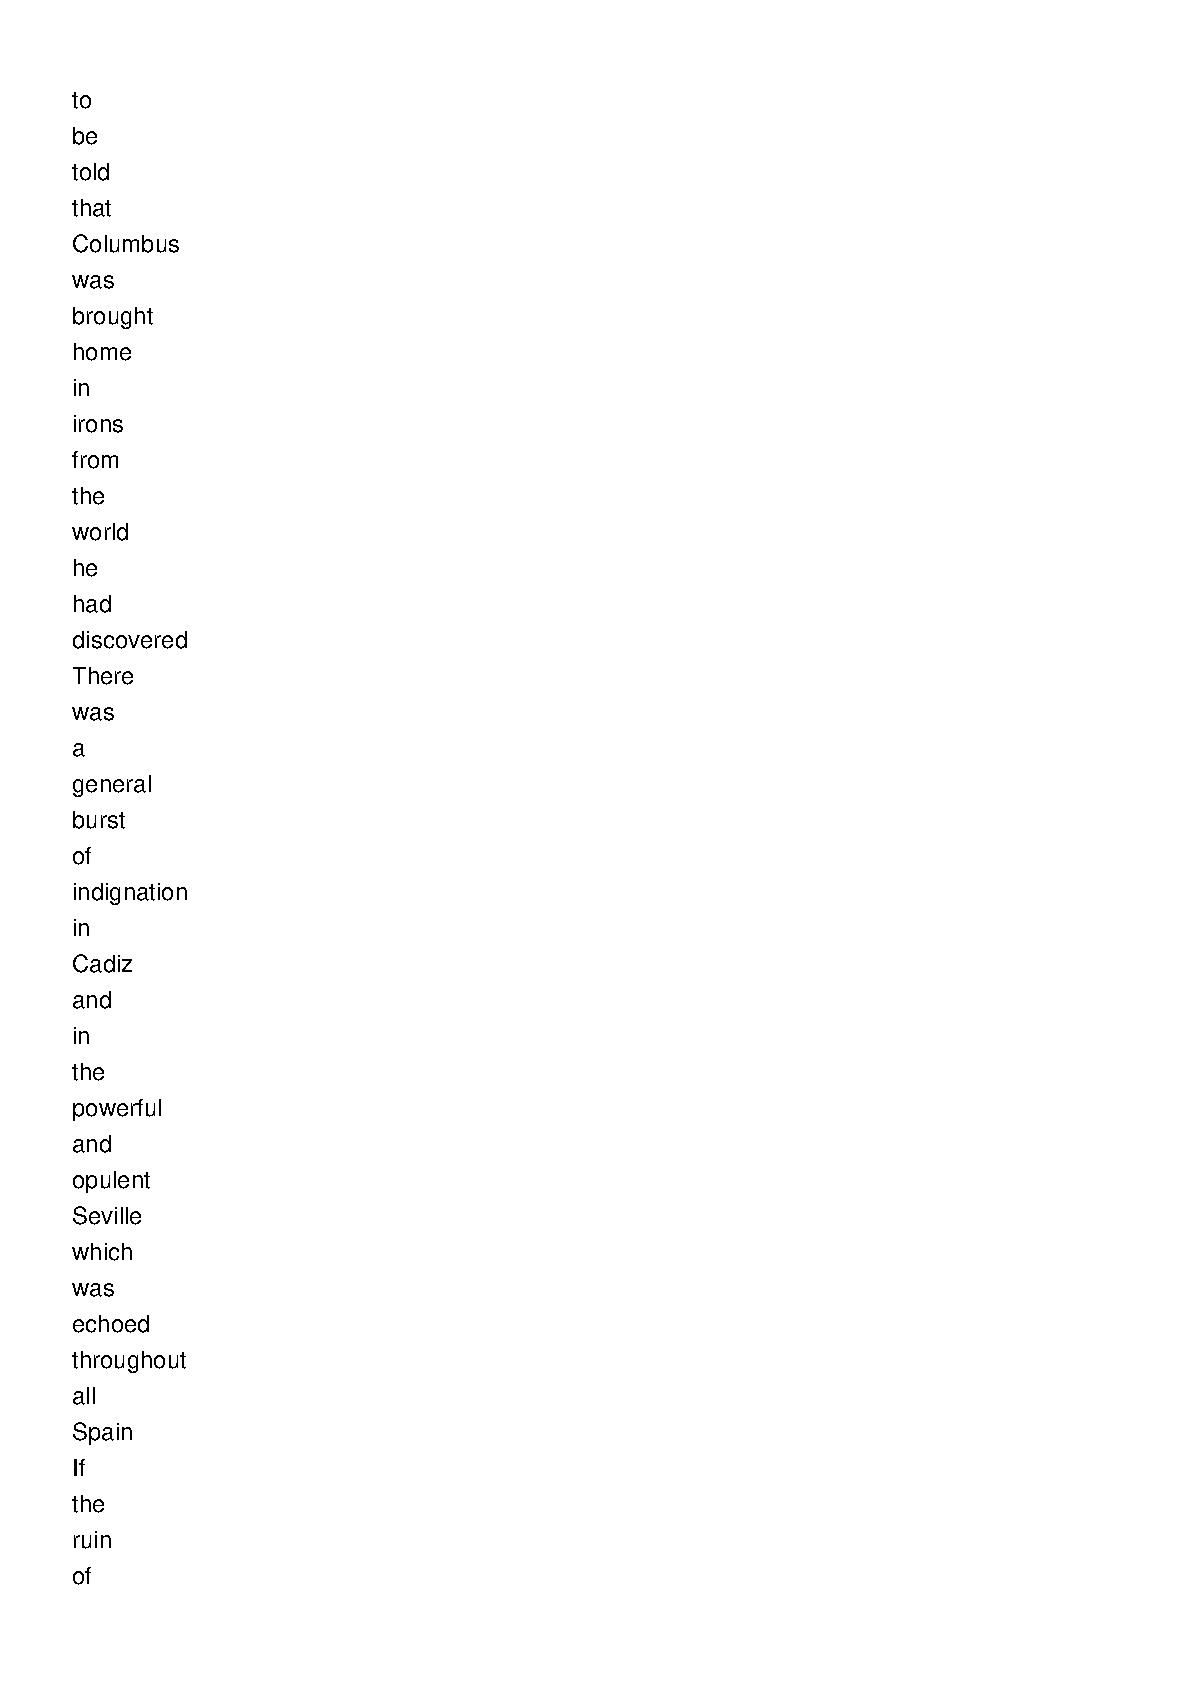 to
be
told
that
Columbus
was
brought
home
in
irons
from
the
world
he
had
discovered
There
was
a
general
burst
of
indignation
in
Cadiz
and
in
the
powerful
and
opulent
Seville
which
was
echoed
throughout
all
Spain
If
the
ruin
of